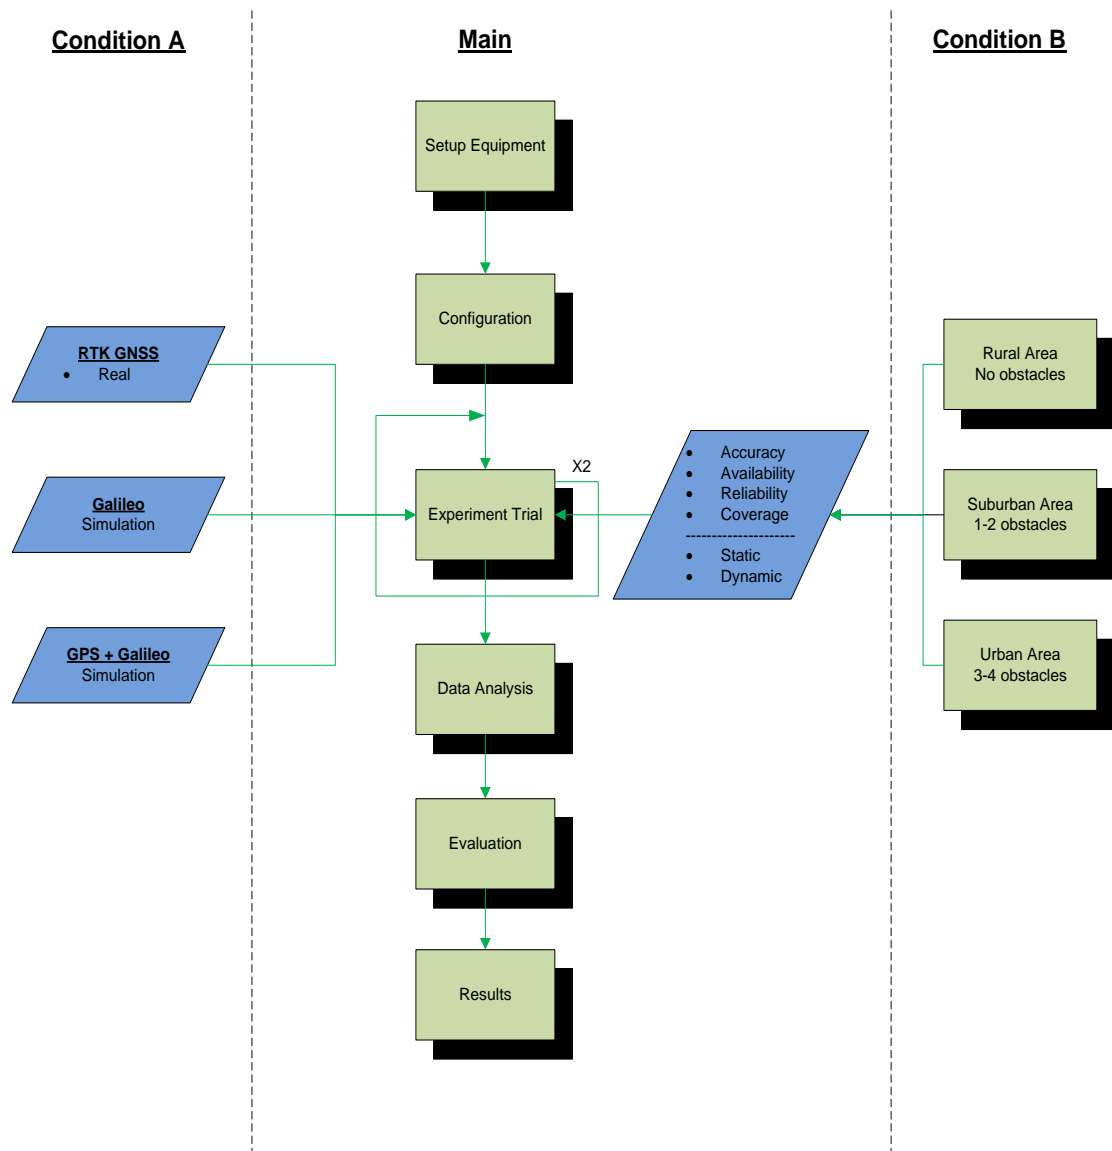 Condition A
Main
Condition B
Setup Equipment
Configuration
RTK GNSS
• Real
Galileo
Simulation
GPS + Galileo
Simulation
X2
Experiment Trial
• Accuracy
• Availability
• Reliability
• Coverage
---------------------
• Static
• Dynamic
Rural Area
No obstacles
Suburban Area
1-2 obstacles
Urban Area
3-4 obstacles
Data Analysis
Evaluation
Results